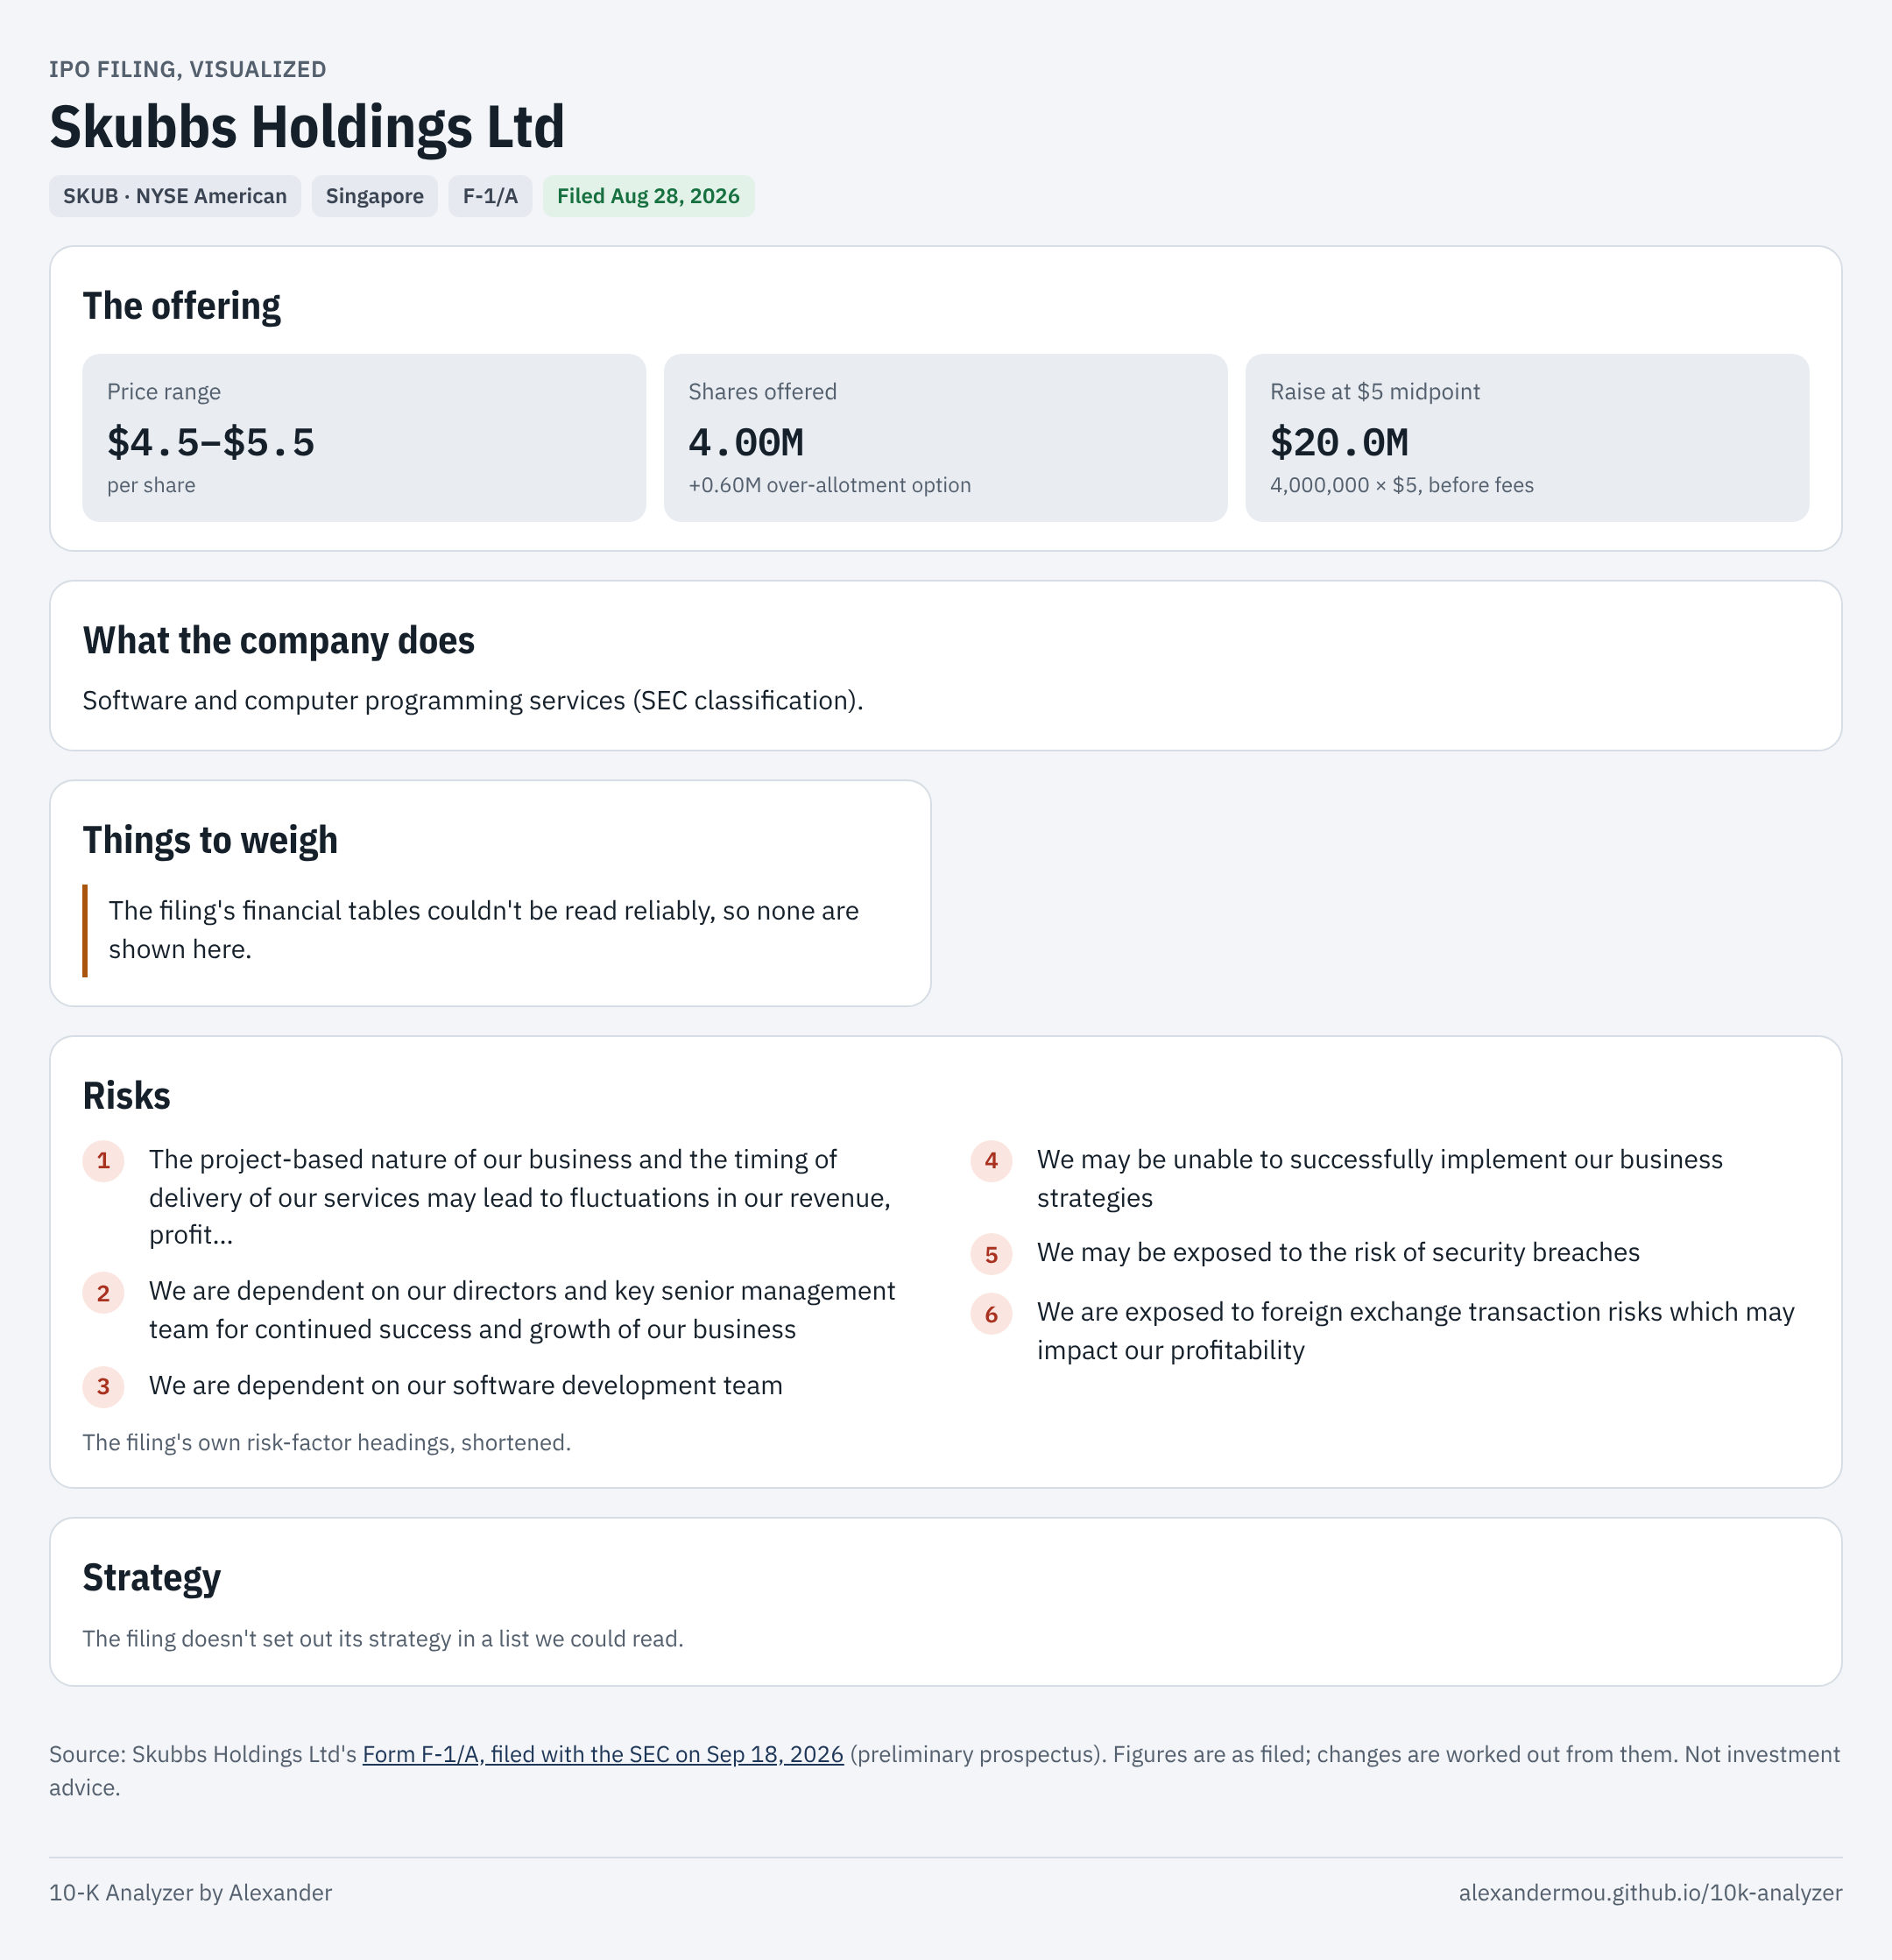 IPO FILING, VISUALIZED
Skubbs Holdings Ltd
SKUB · NYSE American
Singapore
F-1/A
Filed Aug 28, 2026
The offering
Price range
$4.5–$5.5
per share
Shares offered
4.00M
+0.60M over-allotment option
Raise at $5 midpoint
$20.0M
4,000,000 × $5, before fees
What the company does
Software and computer programming services (SEC classification).
Things to weigh
The filing's financial tables couldn't be read reliably, so none are
shown here.
Risks
1 The project-based nature of our business and the timing of
delivery of our services may lead to fluctuations in our revenue,
profit…
2 We are dependent on our directors and key senior management
team for continued success and growth of our business
3 We are dependent on our software development team
4 We may be unable to successfully implement our business
strategies
5 We may be exposed to the risk of security breaches
6 We are exposed to foreign exchange transaction risks which may
impact our profitability
The filing's own risk-factor headings, shortened.
Strategy
The filing doesn't set out its strategy in a list we could read.
Source: Skubbs Holdings Ltd's Form F-1/A, filed with the SEC on Sep 18, 2026 (preliminary prospectus). Figures are as filed; changes are worked out from them. Not investment
advice.
10-K Analyzer by Alexander
alexandermou.github.io/10k-analyzer